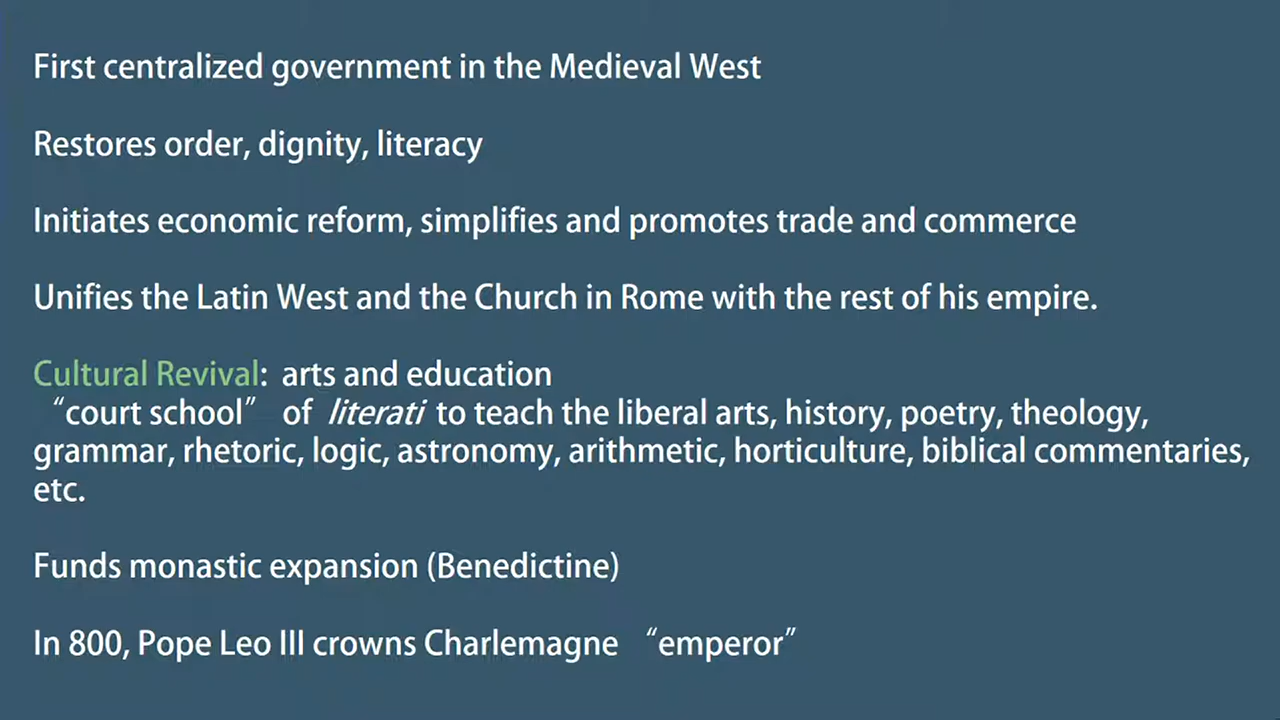 First centralized government in the Medieval West
Restores order, dignity, literacy
Initiates economic reform, simplifies and promotes trade and commerce
Unifies the Latin West and the Church in Rome with the rest of his empire.
Cultural Revival: arts and education
“court school” of literati to teach the liberal arts, history, poetry, theology,
grammar, rhetoric, logic, astronomy, arithmetic, horticulture, biblical commentaries,
etc.
Funds monastic expansion (Benedictine)
In 800, Pope Leo III crowns Charlemagne “emperor”